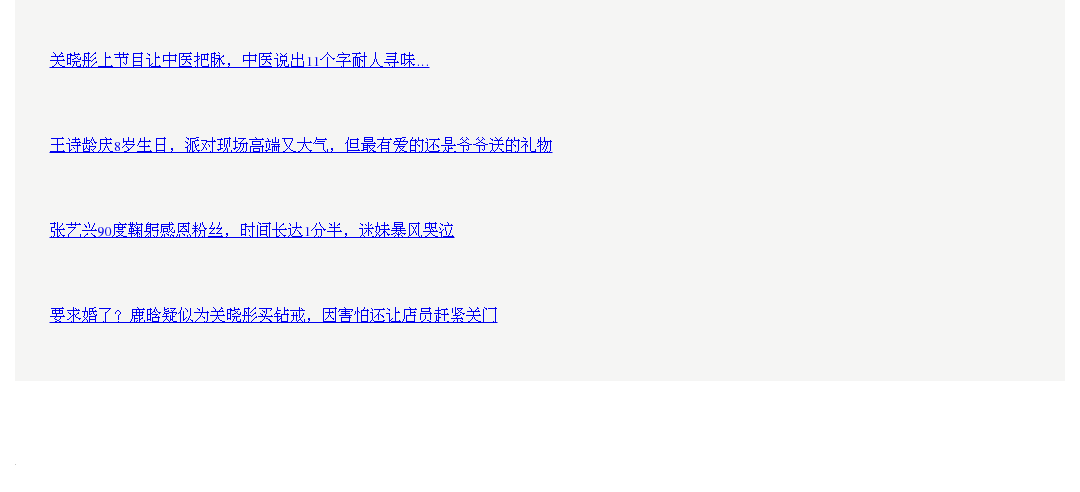 关晓彤上节目让中医把脉，中医说出11个字耐人寻味...
王诗龄庆8岁生日，派对现场高端又大气，但最有爱的还是爷爷送的礼物
张艺兴90度鞠躬感恩粉丝，时间长达1分半，迷妹暴风哭泣
要求婚了？鹿晗疑似为关晓彤买钻戒，因害怕还让店员赶紧关门